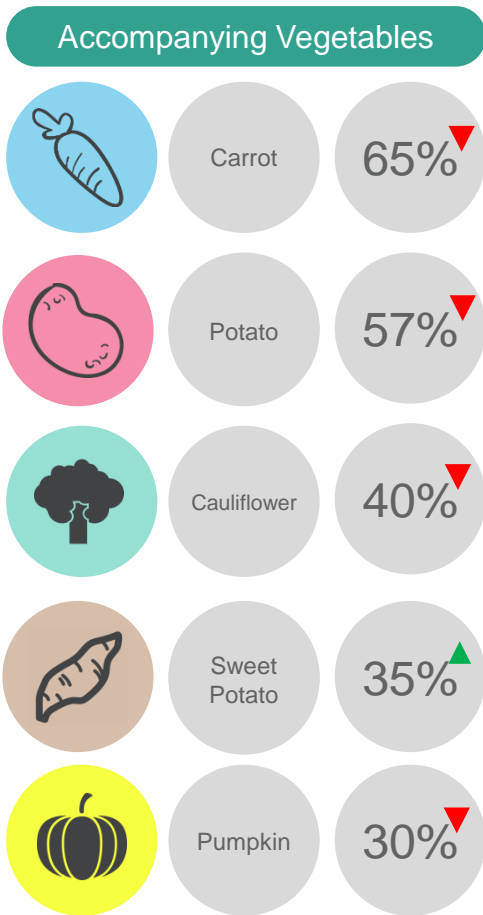 Accompanying Vegetables
Carrot
65%
Potato
57%
Cauliflower
40%
Sweet
Potato
35%
Pumpkin
30%